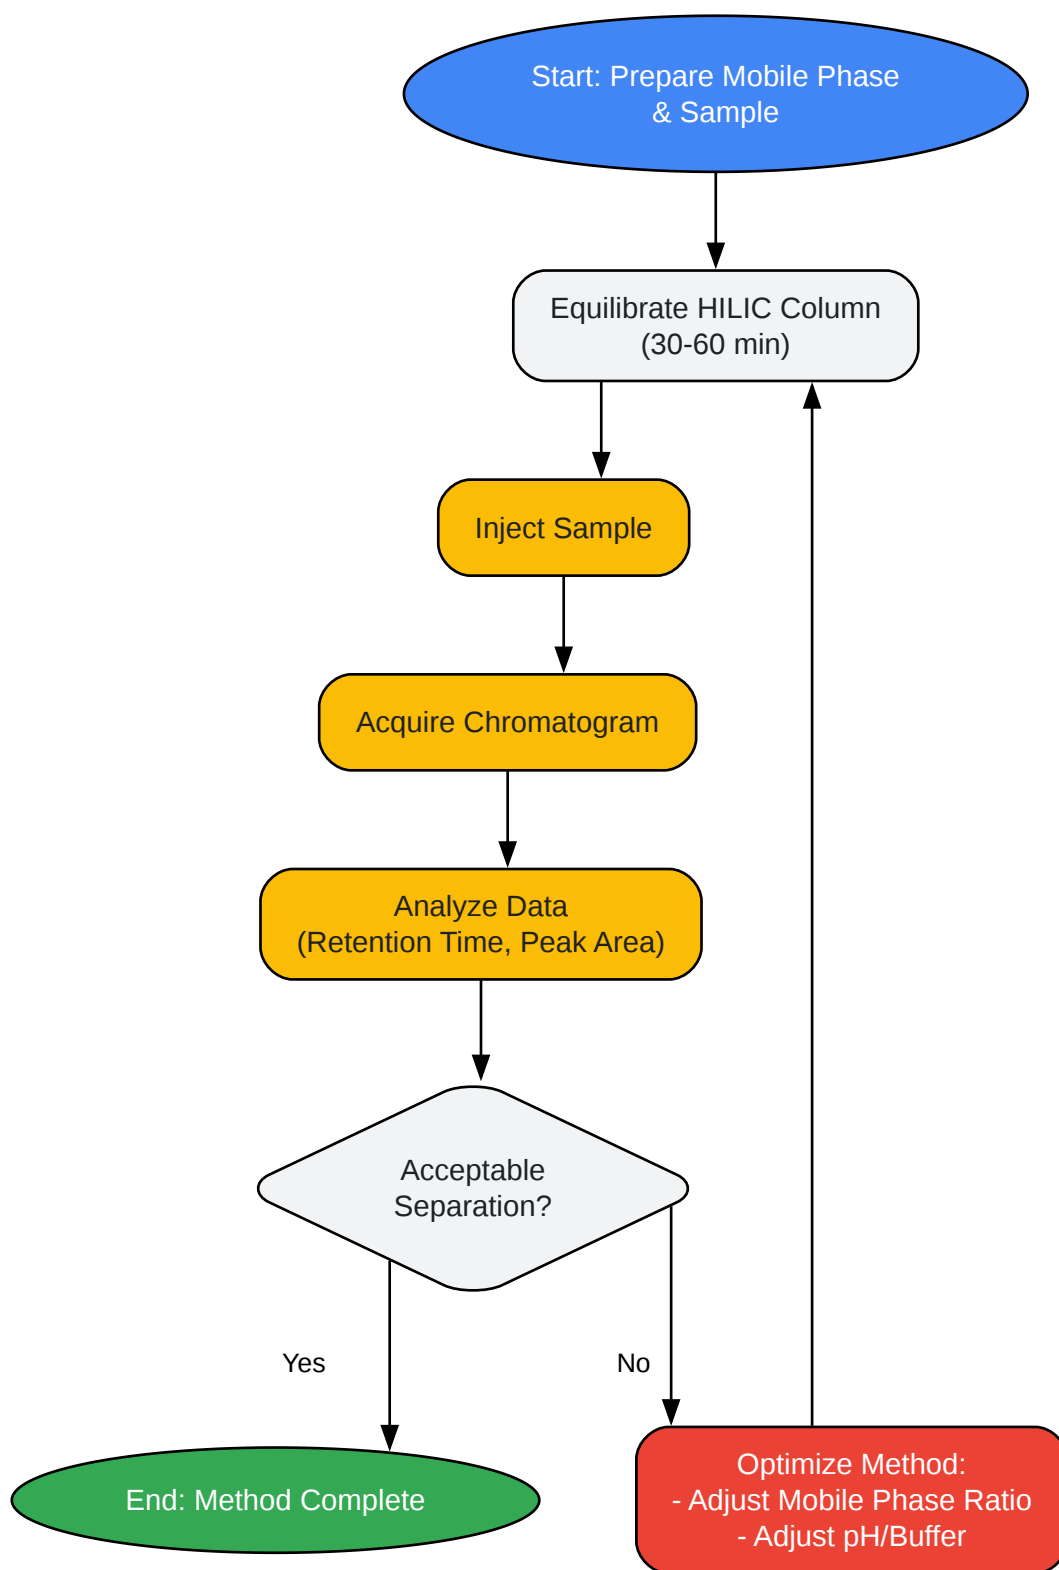 Start: Prepare Mobile Phase
& Sample
Equilibrate HILIC Column
(30-60 min)
Inject Sample
Acquire Chromatogram
Analyze Data
(Retention Time, Peak Area)
Acceptable
Separation?
Yes
No
End: Method Complete
Optimize Method:
- Adjust Mobile Phase Ratio
- Adjust pH/Buffer